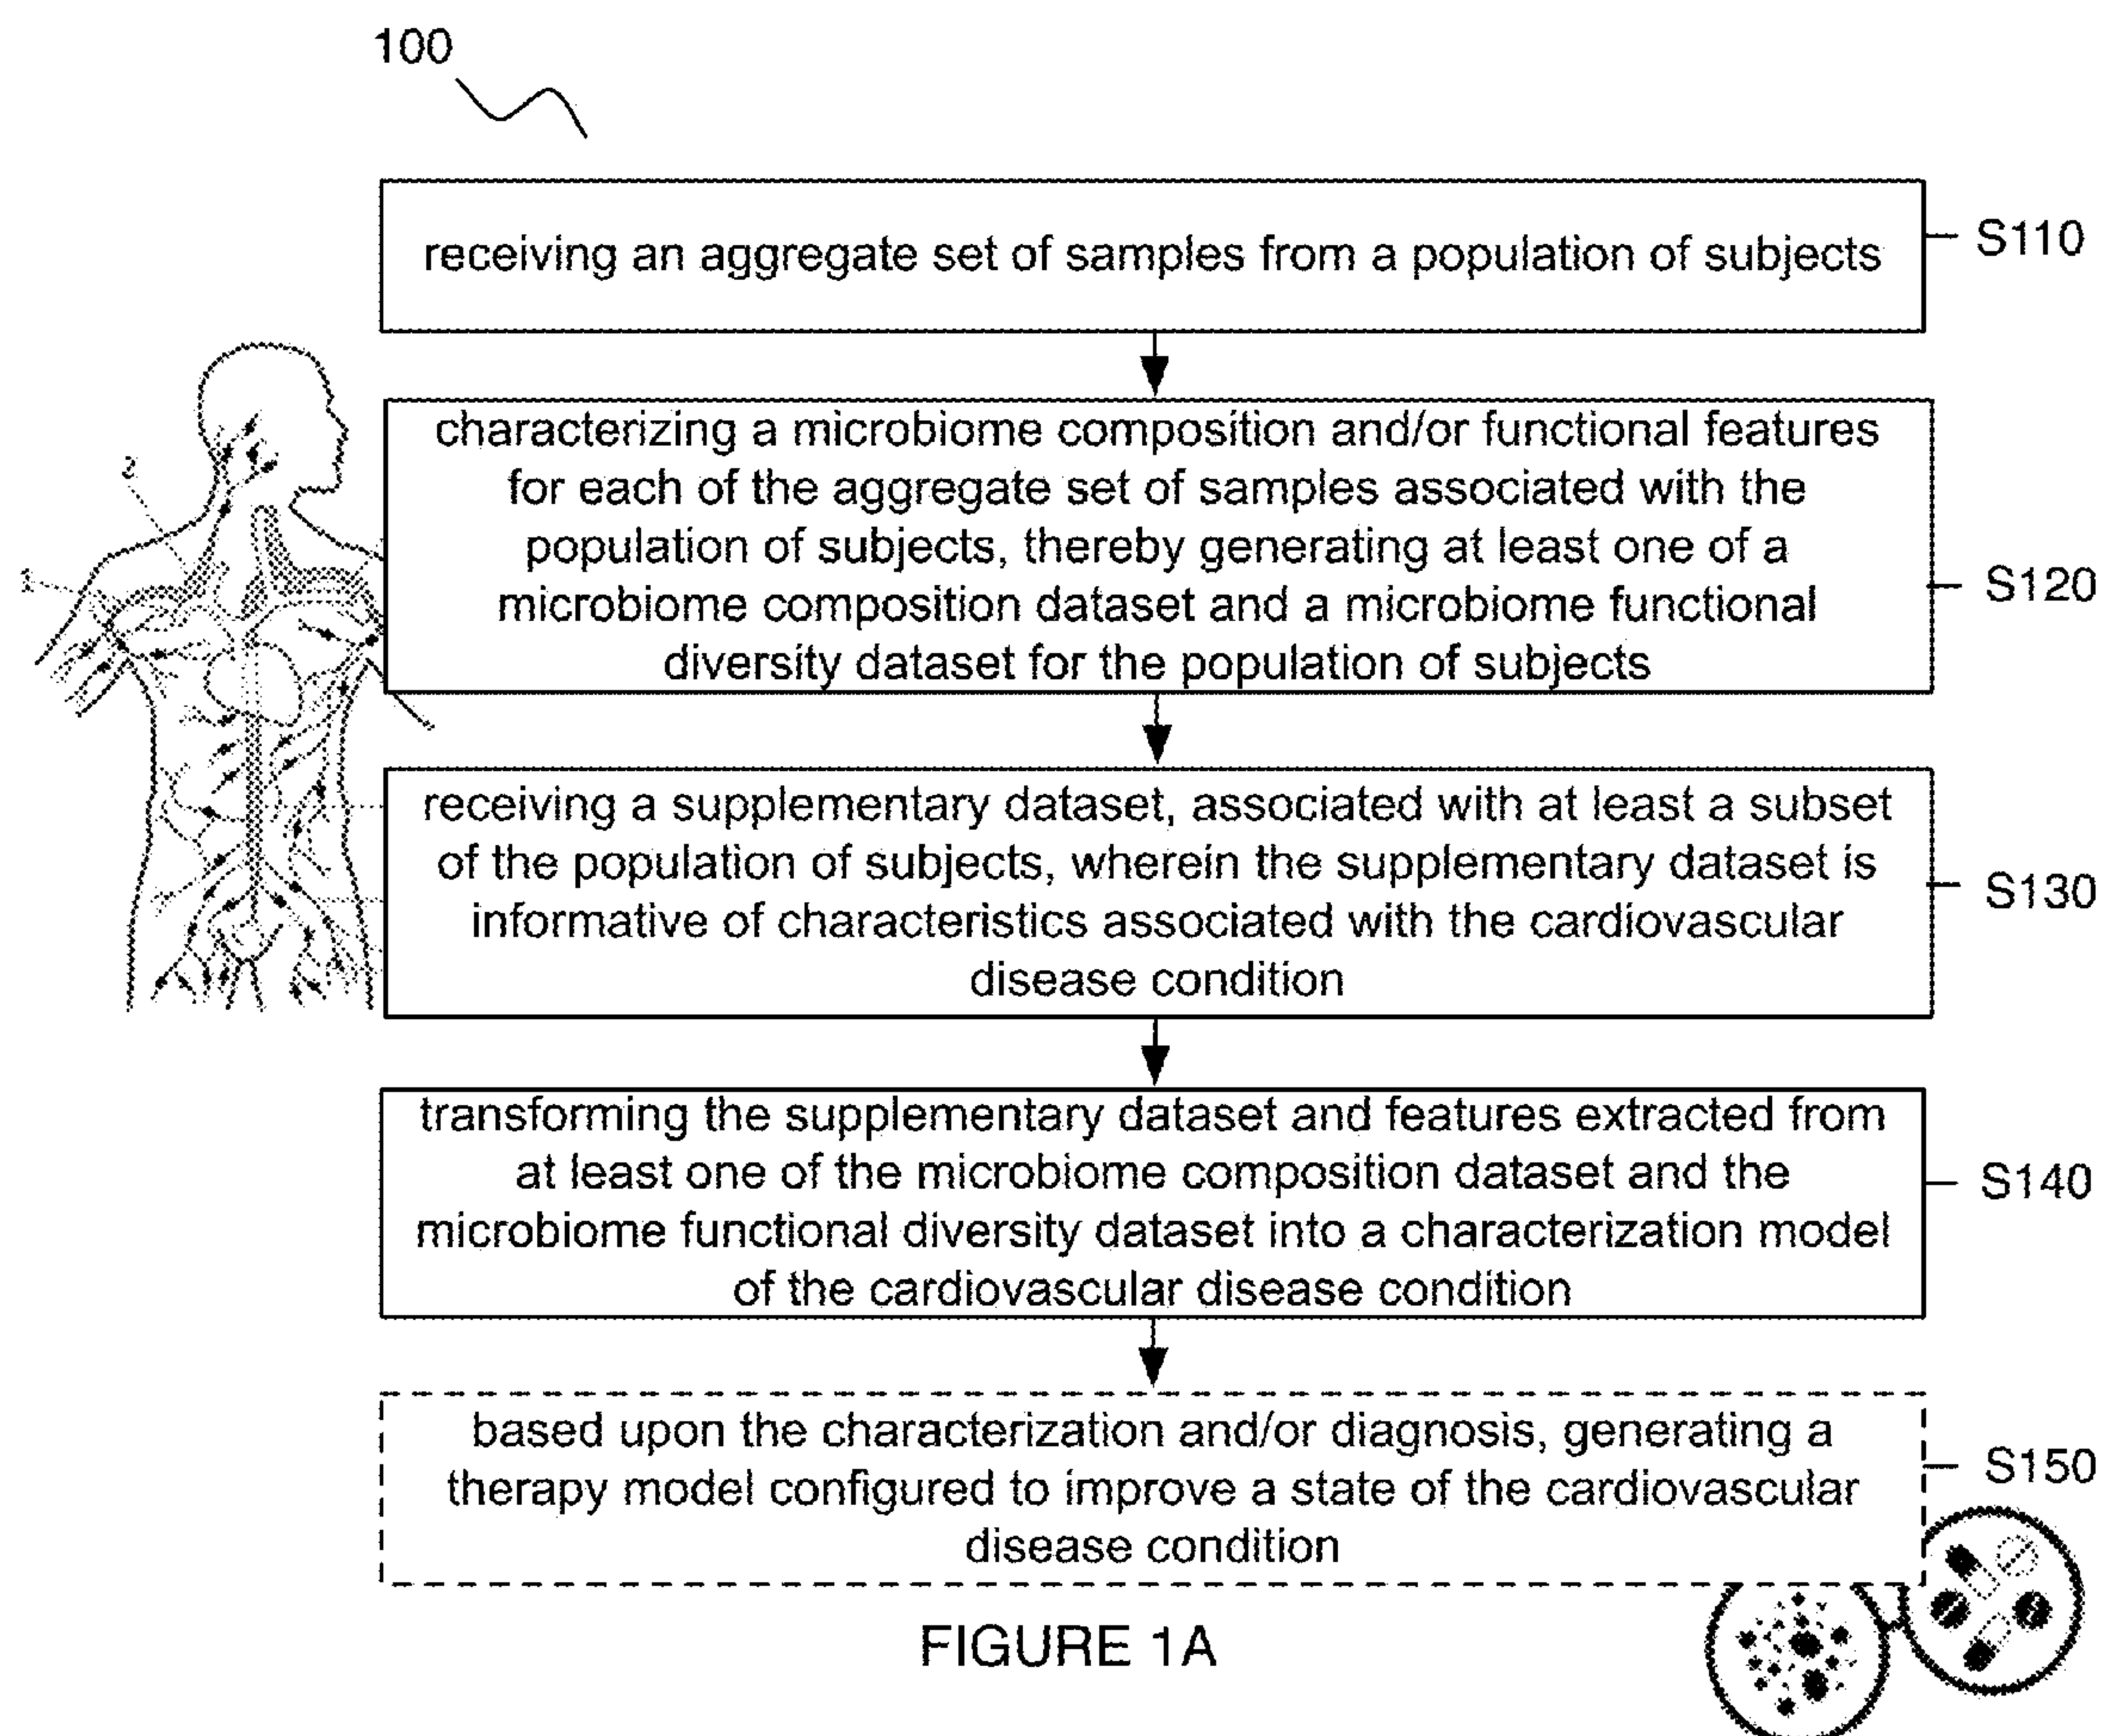 100
receiving an aggregate set of samples from a population of subjects
S110
characterizing a microbiome composition and/or functional features
for each of the aggregate set of samples associated with the
population of subjects, thereby generating at least one of a
microbiome composition dataset and a microbiome functional
diversity dataset for the population of subjects
S120
receiving a supplementary dataset, associated with at least a subset
of the population of subjects, wherein the supplementary dataset is
informative of characteristics associated with the cardiovascular
disease condition
S130
transforming the supplementary dataset and features extracted from
at least one of the microbiome composition dataset and the
microbiome functional diversity dataset into a characterization model
of the cardiovascular disease condition
S140
based upon the characterization and/or diagnosis, generating a
therapy model configured to improve a state of the cardiovascular
disease condition
S150
FIGURE 1A